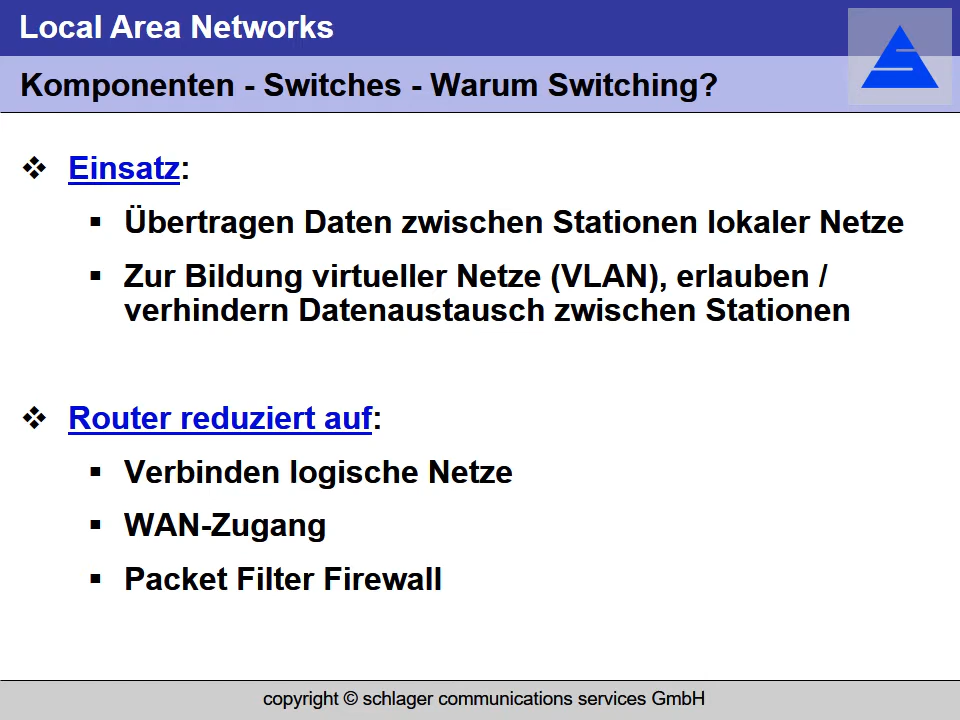 Local Area Networks
Komponenten - Switches - Warum Switching?
❖ Einsatz:
▪ Übertragen Daten zwischen Stationen lokaler Netze
▪ Zur Bildung virtueller Netze (VLAN), erlauben /
verhindern Datenaustausch zwischen Stationen
❖ Router reduziert auf:
▪ Verbinden logische Netze
▪ WAN-Zugang
▪ Packet Filter Firewall
copyright © schlager communications services GmbH